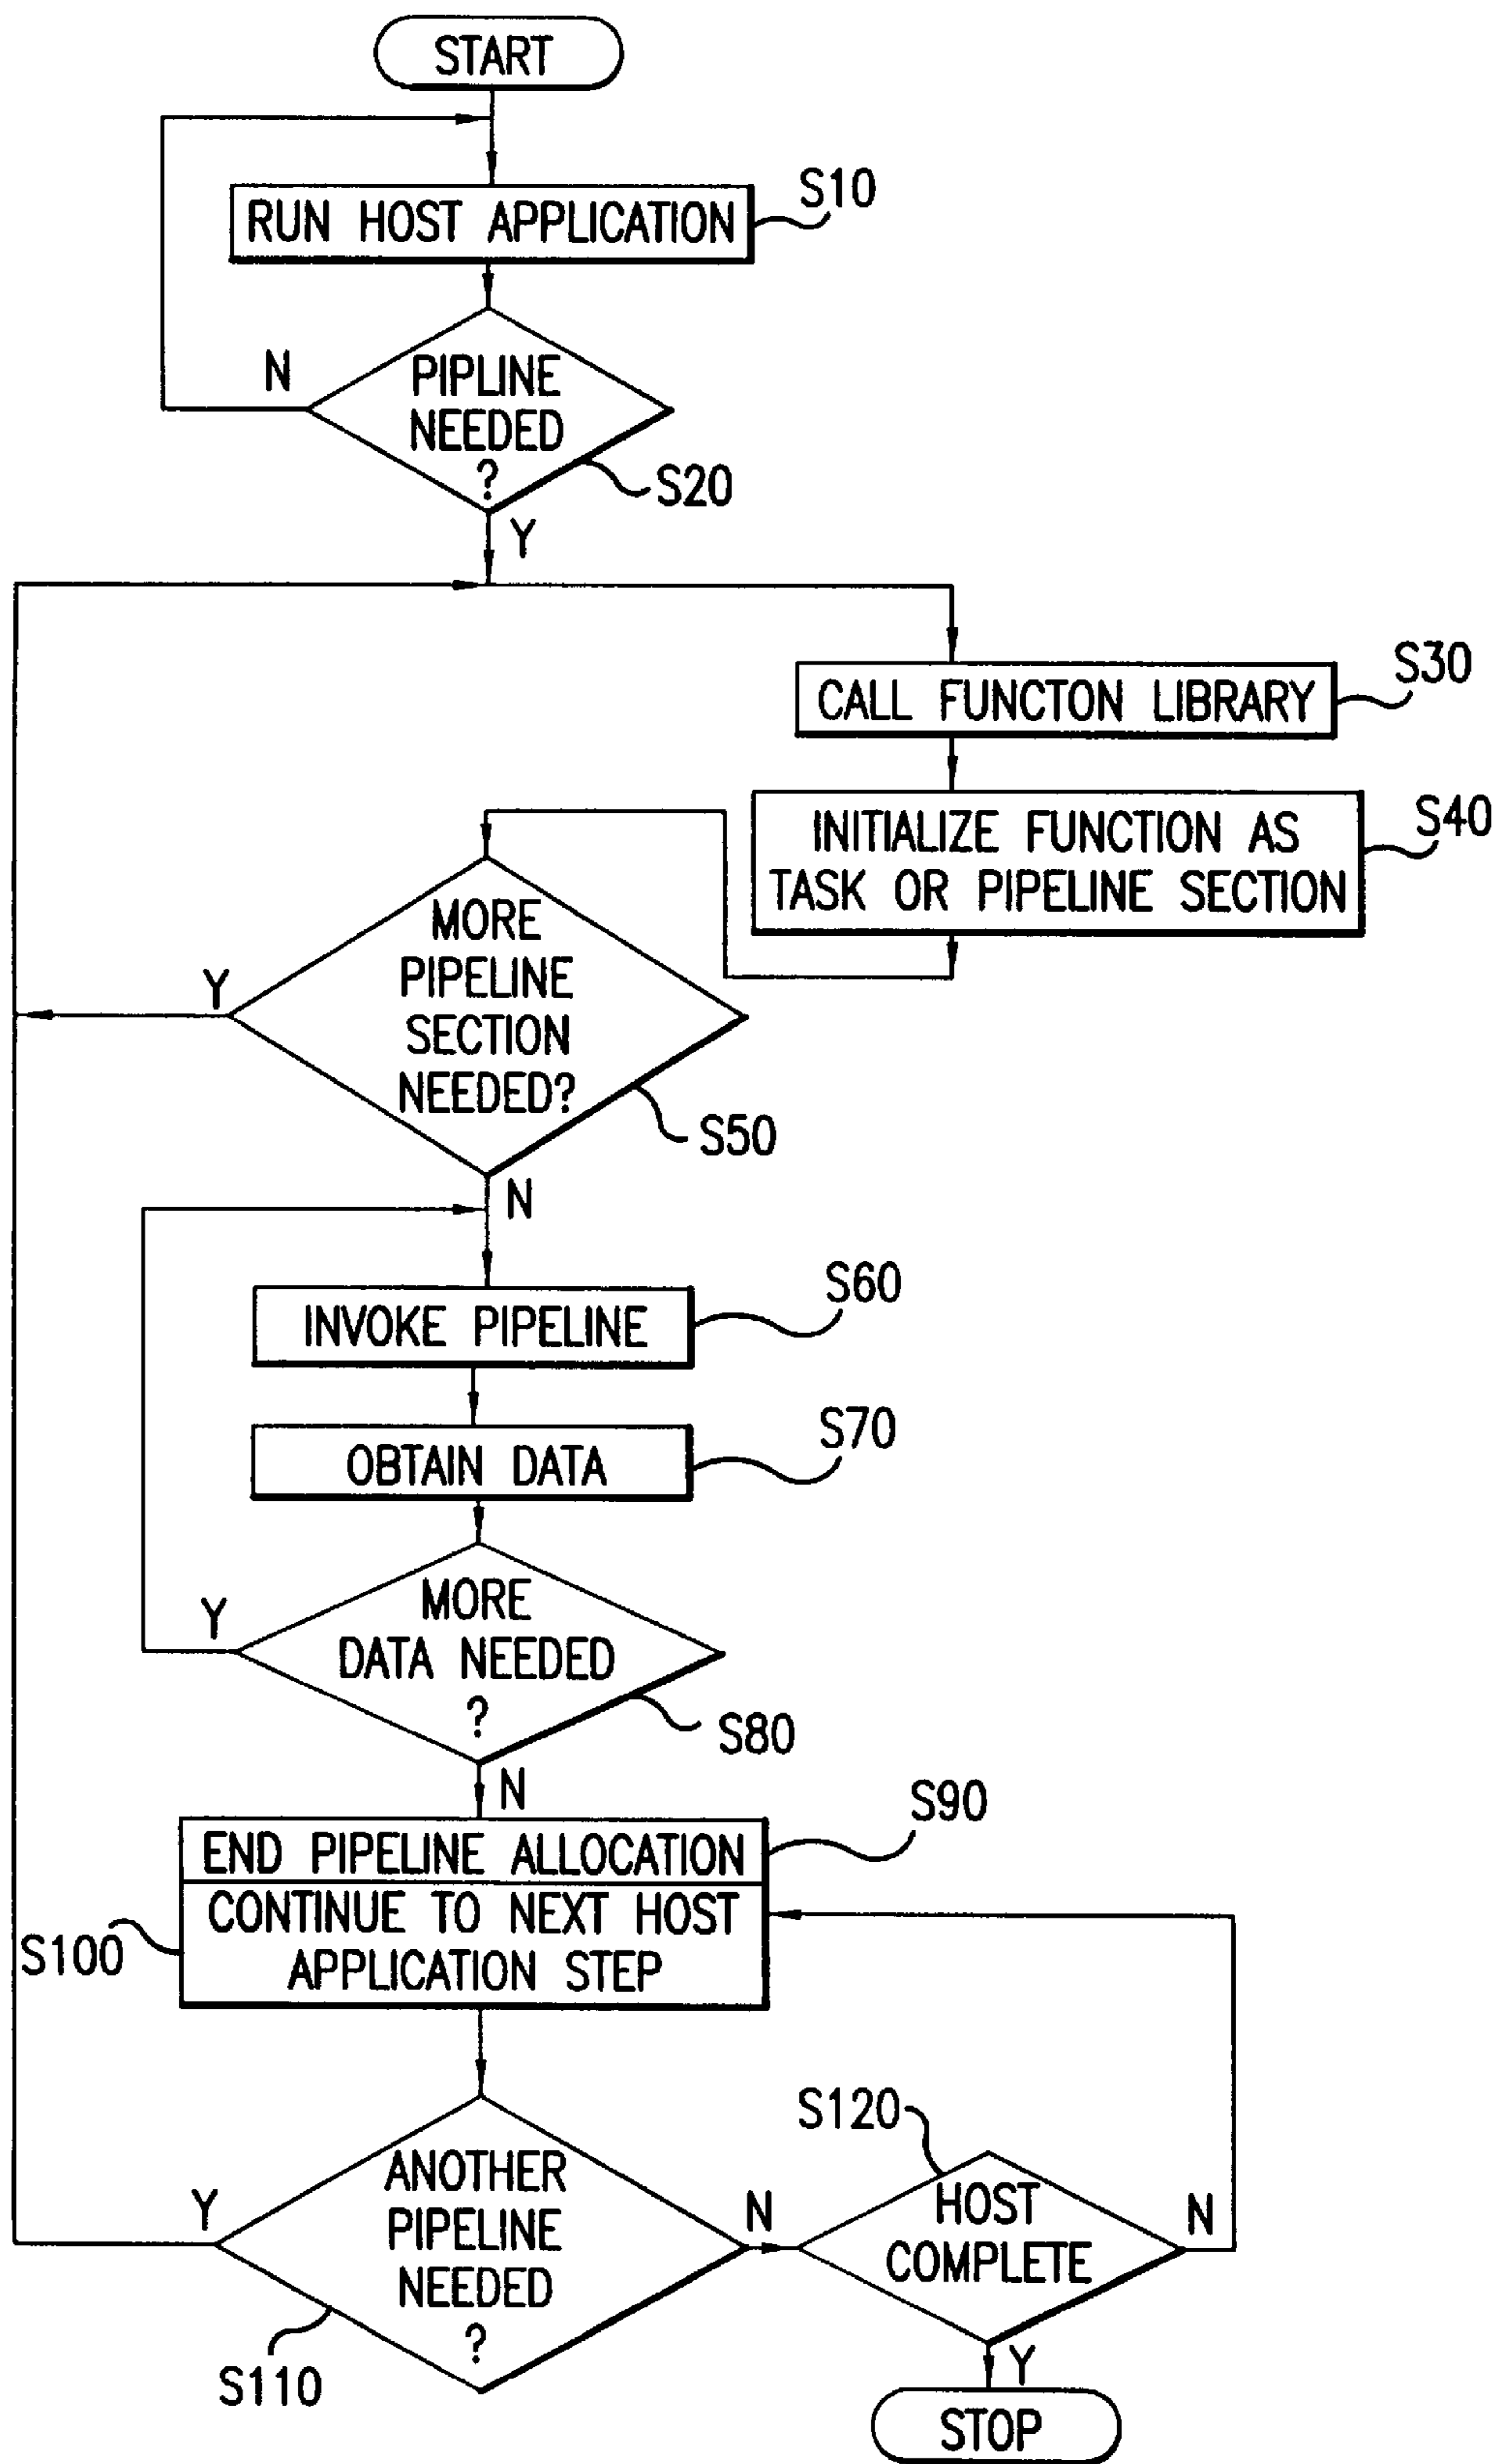 START
RUN HOST APPLICATION
S10
N
PIPLINE
NEEDED
?
S20
Y
CALL FUNCTON LIBRARY
S30
INITIALIZE FUNCTION AS
TASK OR PIPELINE SECTION
S40
MORE
PIPELINE
SECTION
NEEDED?
Y
S50
N
INVOKE PIPELINE
S60
OBTAIN DATA
S70
MORE
DATA NEEDED
?
Y
S80
N
END PIPELINE ALLOCATION
S90
CONTINUE TO NEXT HOST
APPLICATION STEP
S100
ANOTHER
PIPELINE
NEEDED
?
Y
N
S110
S120
HOST
COMPLETE
N
Y
STOP